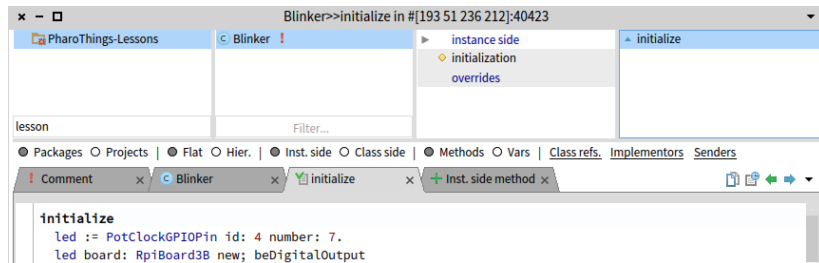 Blinker>>initialize in #[193 51 236 212]:40423
PharoThings-Lessons
Blinker !
instance side
initialization
overrides
initialize
lesson
Filter...
Packages Projects | Flat Hier. | Inst. side Class side | Methods Vars | Class refs. Implementors Senders
! Comment x
C Blinker x
initialize x
Inst. side method x
initialize
led := PotClockGPIOPin id: 4 number: 7.
led board: RpiBoard3B new; beDigitalOutput